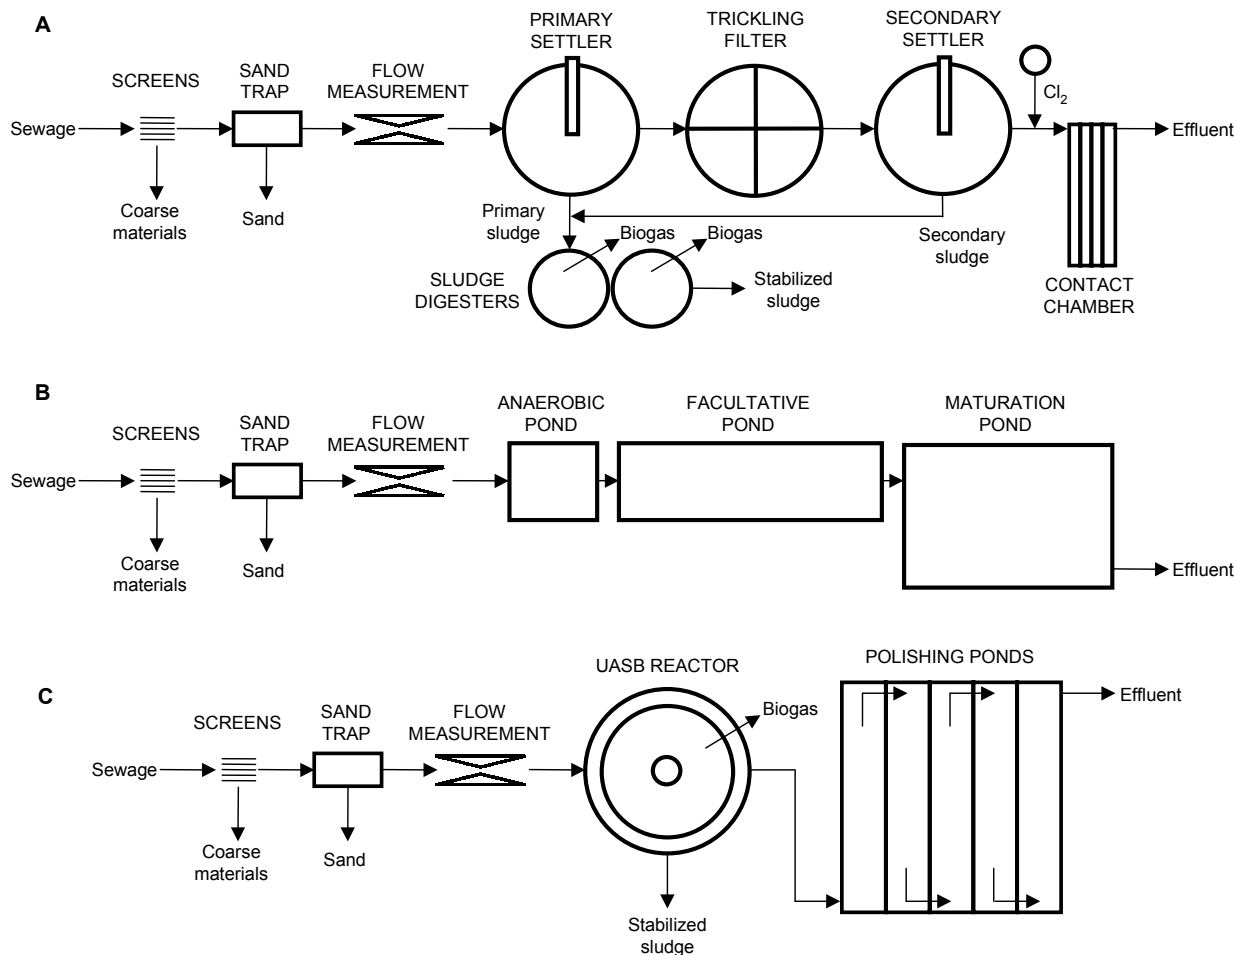 A
PRIMARY
SETTLER
TRICKLING
FILTER
SECONDARY
SETTLER
SCREENS
SAND
TRAP
FLOW
MEASUREMENT
Cl2
Sewage
Effluent
Coarse
materials
Sand
Primary
sludge
Biogas
Biogas
Secondary
sludge
SLUDGE
DIGESTERS
Stabilized
sludge
CONTACT
CHAMBER
B
SCREENS
SAND
TRAP
FLOW
MEASUREMENT
ANAEROBIC
POND
FACULTATIVE
POND
MATURATION
POND
Sewage
Coarse
materials
Sand
Effluent
C
SCREENS
SAND
TRAP
FLOW
MEASUREMENT
UASB REACTOR
POLISHING PONDS
Biogas
Effluent
Sewage
Coarse
materials
Sand
Stabilized
sludge